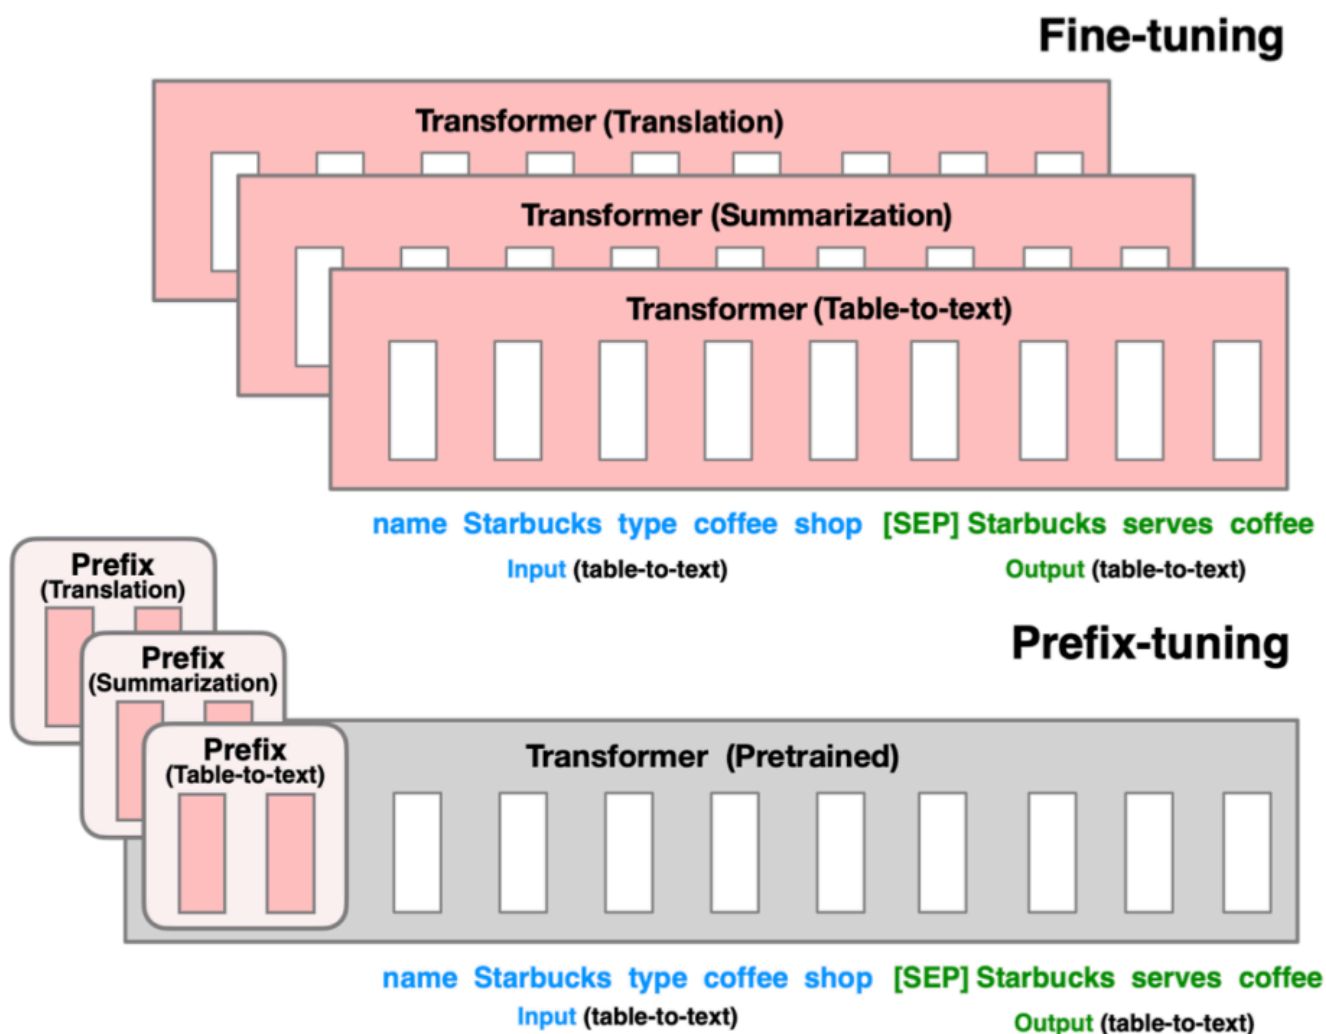 Fine-tuning
Transformer (Translation)
Transformer (Summarization)
Transformer (Table-to-text)
name Starbucks type coffee shop [SEP] Starbucks serves coffee
Input (table-to-text) Output (table-to-text)
Prefix-tuning
Prefix
(Translation)
Prefix
(Summarization)
Prefix
(Table-to-text)
Transformer (Pretrained)
name Starbucks type coffee shop [SEP] Starbucks serves coffee
Input (table-to-text) Output (table-to-text)